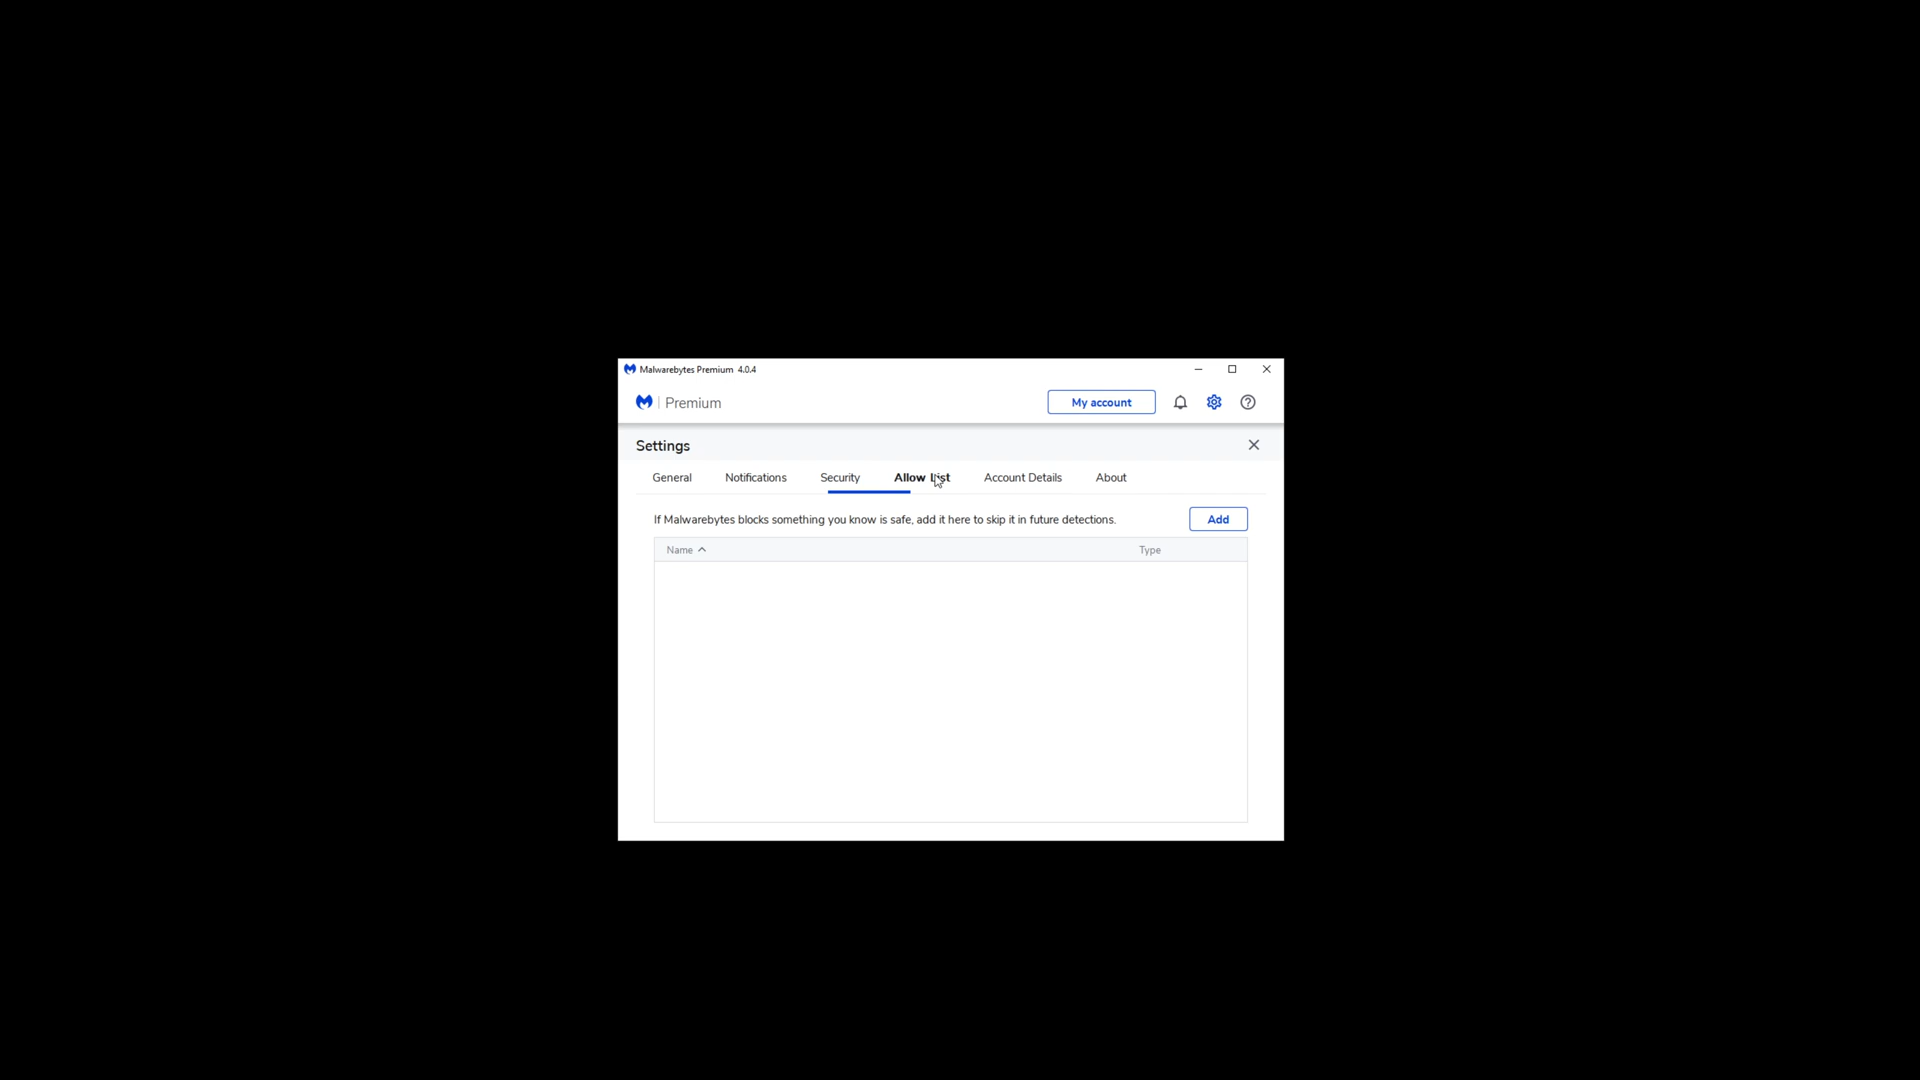 Malwarebytes Premium 4.0.4
Premium
My account
Settings
General Notifications Security Allow List Account Details About
If Malwarebytes blocks something you know is safe, add it here to skip it in future detections.
Add
Name Type